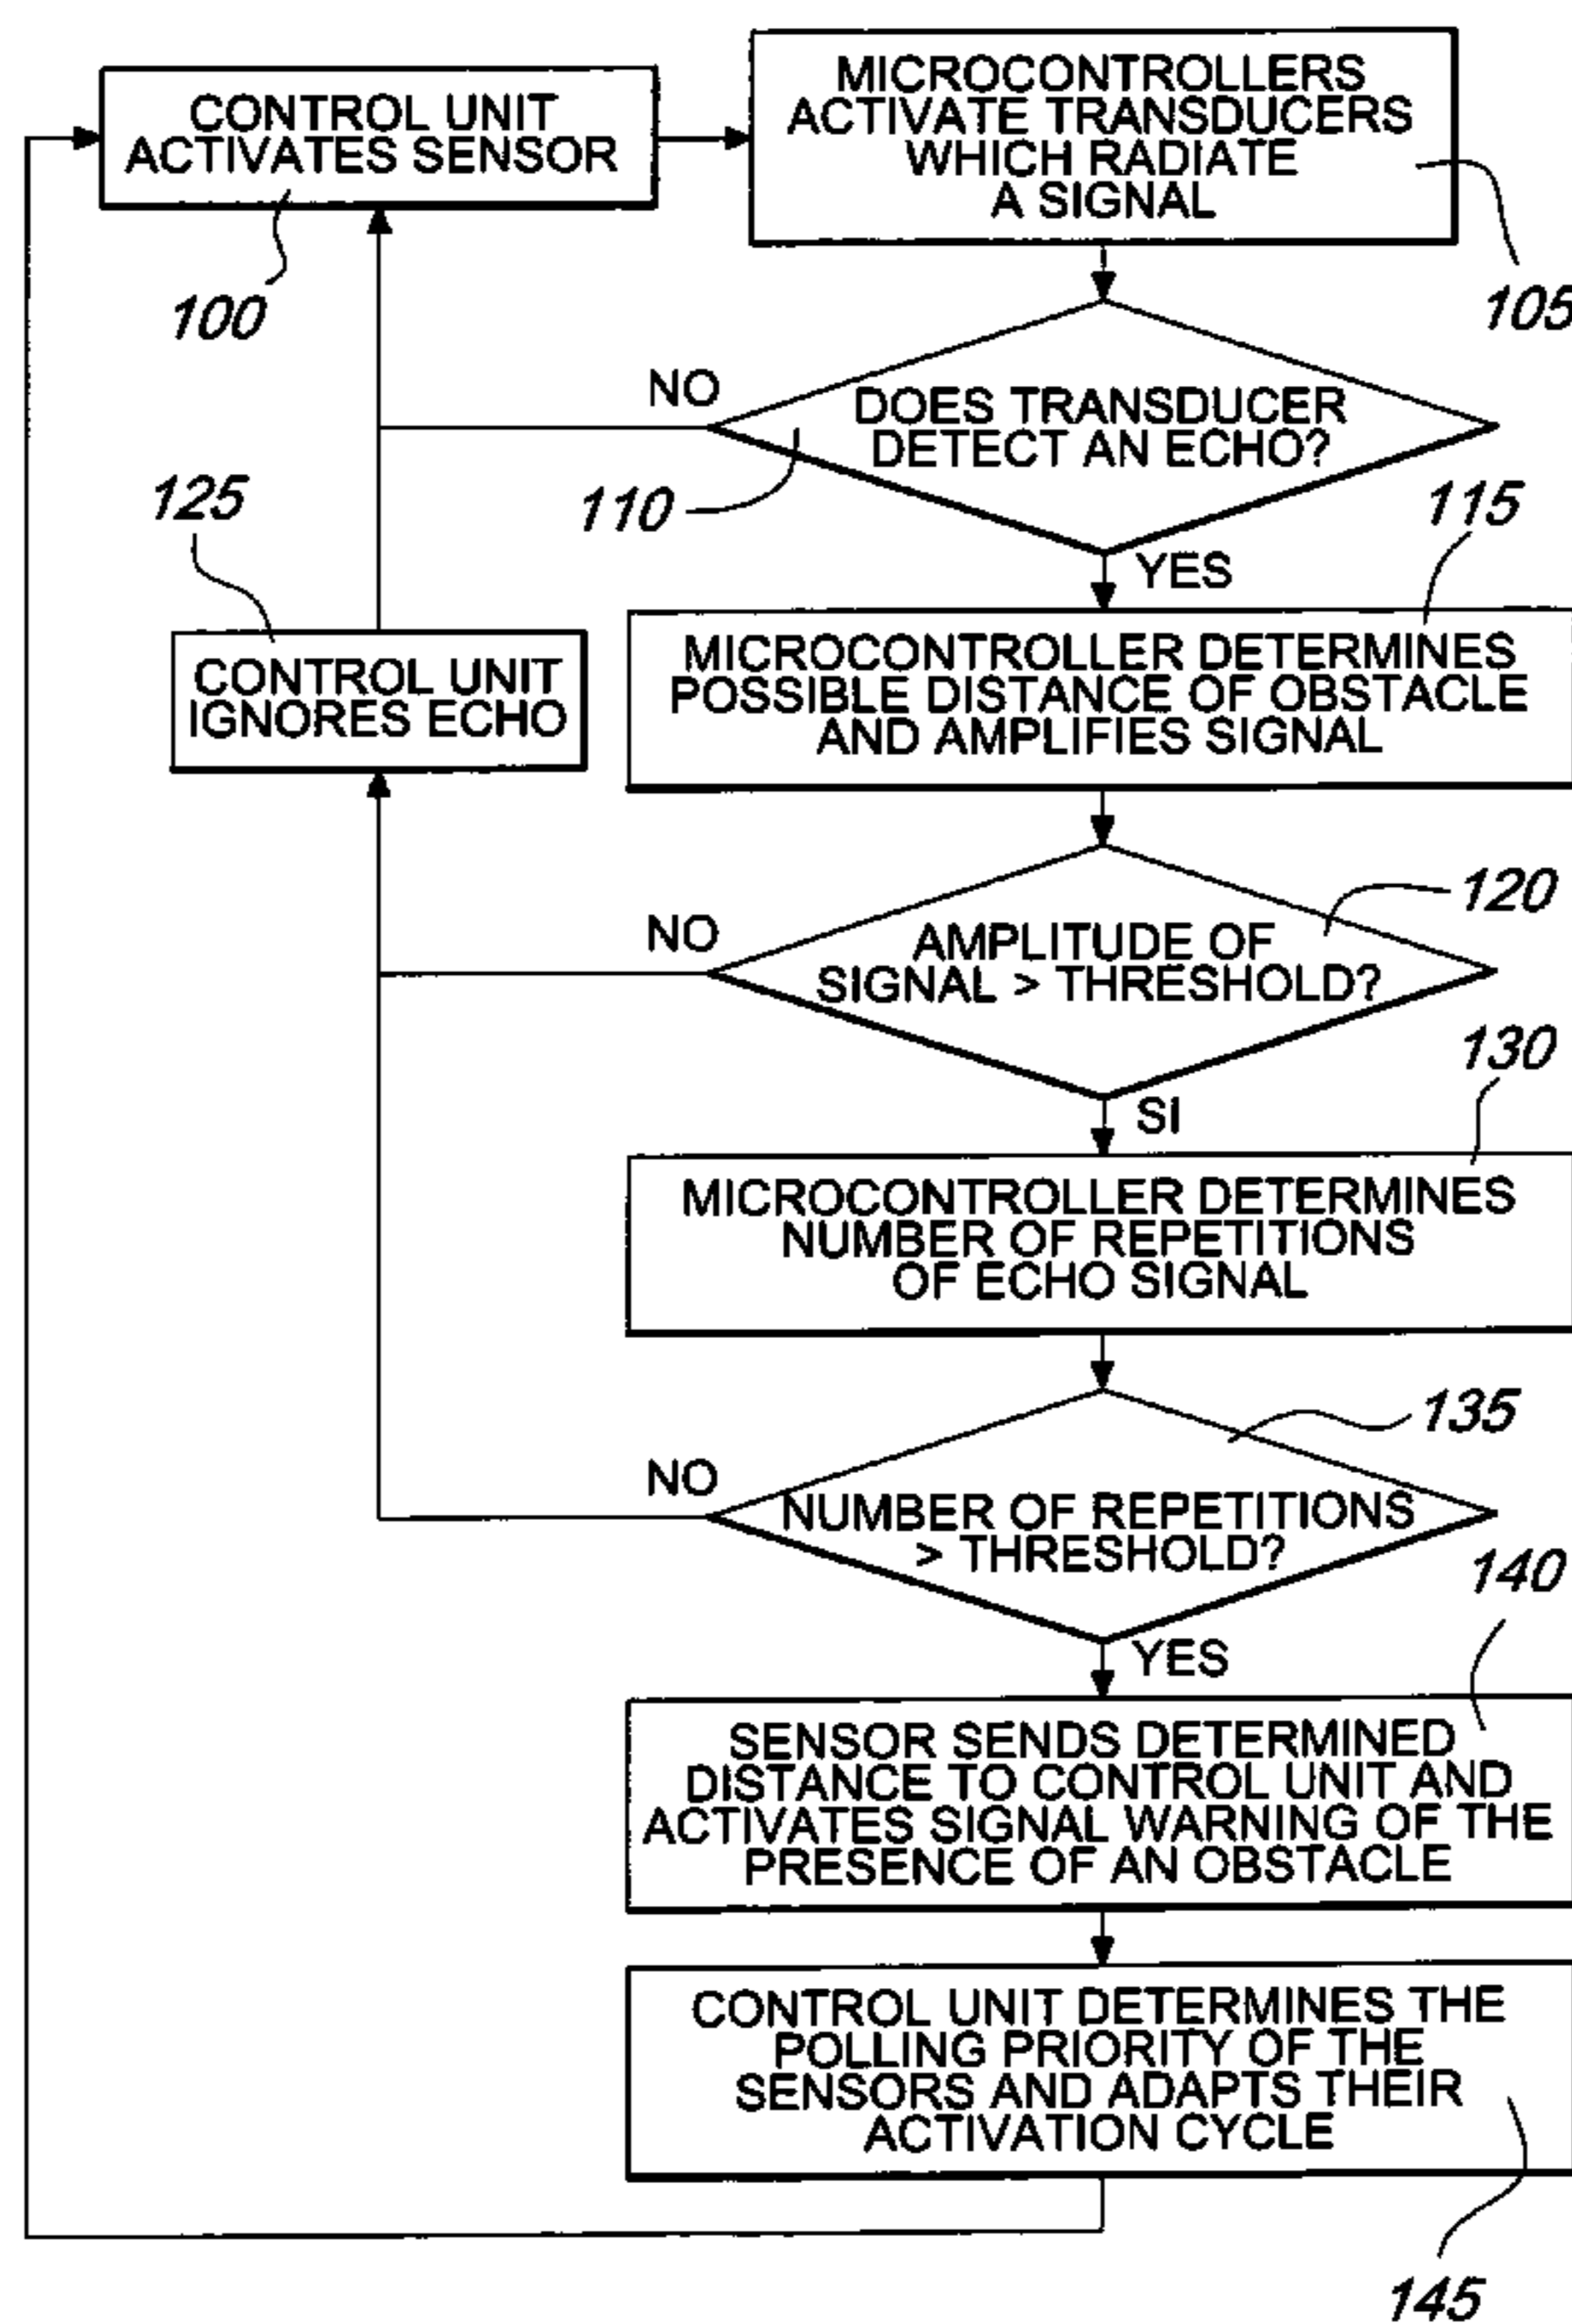 CONTROL UNIT
ACTIVATES SENSOR
100
MICROCONTROLLERS
ACTIVATE TRANSDUCERS
WHICH RADIATE
A SIGNAL
105
NO
DOES TRANSDUCER
DETECT AN ECHO?
110
YES
115
125
CONTROL UNIT
IGNORES ECHO
MICROCONTROLLER DETERMINES
POSSIBLE DISTANCE OF OBSTACLE
AND AMPLIFIES SIGNAL
NO
AMPLITUDE OF
SIGNAL > THRESHOLD?
120
SI
130
MICROCONTROLLER DETERMINES
NUMBER OF REPETITIONS
OF ECHO SIGNAL
135
NO
NUMBER OF REPETITIONS
> THRESHOLD?
YES
140
SENSOR SENDS DETERMINED
DISTANCE TO CONTROL UNIT AND
ACTIVATES SIGNAL WARNING OF THE
PRESENCE OF AN OBSTACLE
CONTROL UNIT DETERMINES THE
POLLING PRIORITY OF THE
SENSORS AND ADAPTS THEIR
ACTIVATION CYCLE
145